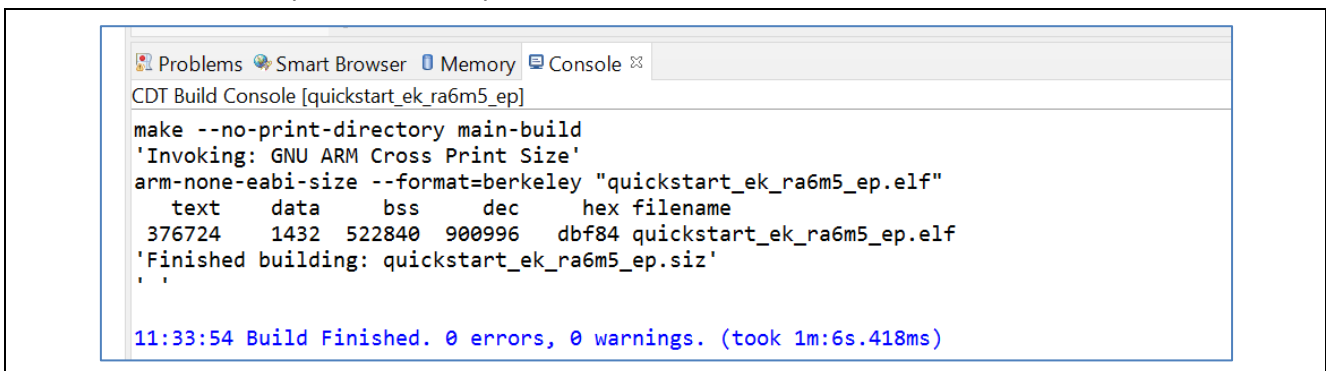 Problems Smart Browser Memory Console
CDT Build Console [quickstart_ek_ra6m5_ep]
make --no-print-directory main-build
'Invoking: GNU ARM Cross Print Size'
arm-none-eabi-size --format=berkeley "quickstart_ek_ra6m5_ep.elf"
   text    data     bss     dec     hex filename
 376724    1432  522840  900996   dbf84 quickstart_ek_ra6m5_ep.elf
'Finished building: quickstart_ek_ra6m5_ep.siz'
' '
11:33:54 Build Finished. 0 errors, 0 warnings. (took 1m:6s.418ms)